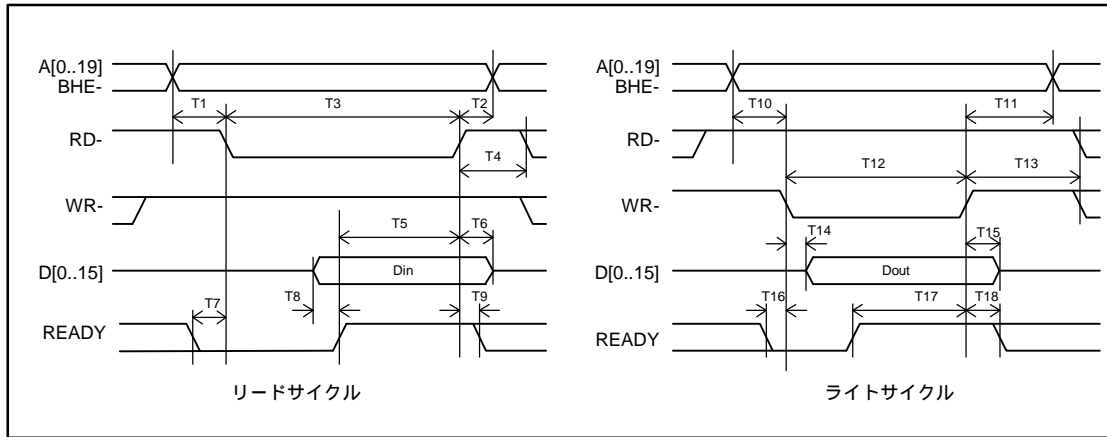 A[0..19]
BHE-
T1
T3
T2
RD-
T4
WR-
T5
T6
D[0..15]
Din
T8
T7
T9
READY
リードサイクル
A[0..19]
BHE-
T10
T11
RD-
T12
T13
WR-
T14
T15
D[0..15]
Dout
T16
T17
T18
READY
ライトサイクル